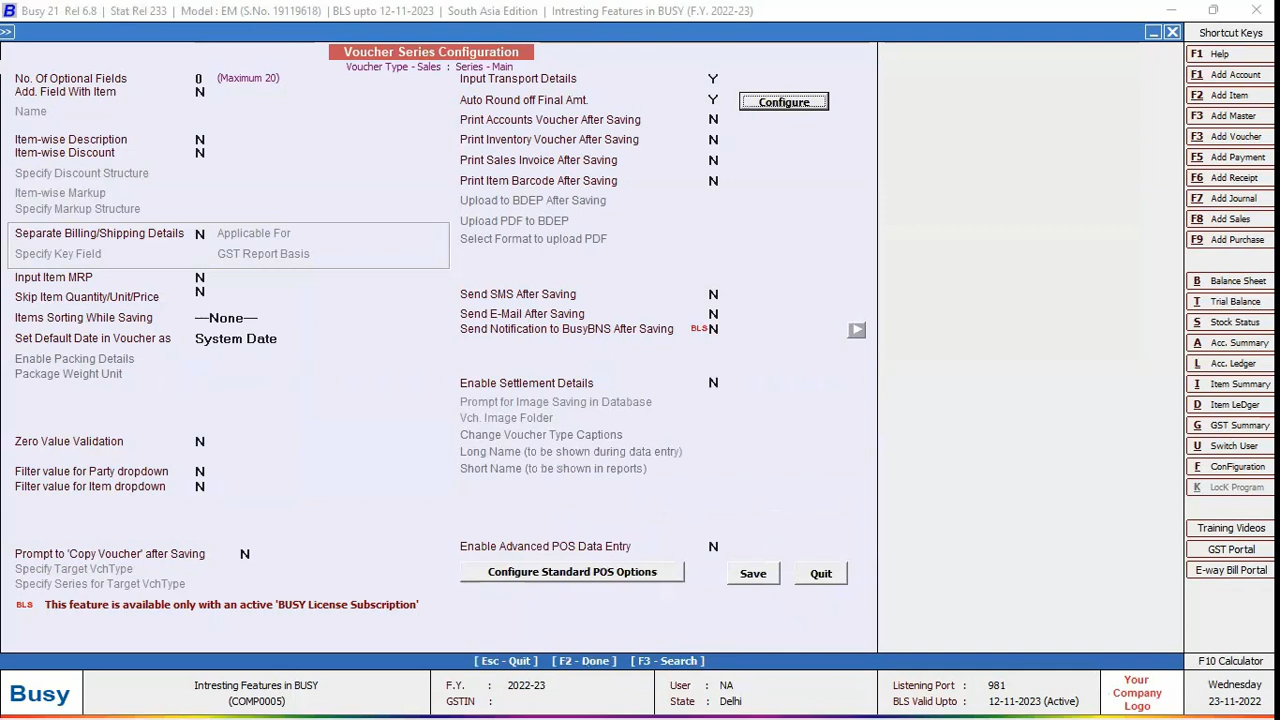 Busy 21 Rel 6.8 | Stat Rel 233 | Model : EM (S.No. 19119618) | BLS upto 12-11-2023 | South Asia Edition | Intresting Features in BUSY (F.Y. 2022-23)
>>
Voucher Series Configuration
Voucher Type - Sales : Series - Main
No. Of Optional Fields 0 (Maximum 20)
Add. Field With Item N
Name
Item-wise Description N
Item-wise Discount N
Specify Discount Structure
Item-wise Markup
Specify Markup Structure
Separate Billing/Shipping Details N Applicable For
Specify Key Field GST Report Basis
Input Item MRP N
Skip Item Quantity/Unit/Price N
Items Sorting While Saving —None—
Set Default Date in Voucher as System Date
Enable Packing Details
Package Weight Unit
Zero Value Validation N
Filter value for Party dropdown N
Filter value for Item dropdown N
Prompt to 'Copy Voucher' after Saving N
Specify Target VchType
Specify Series for Target VchType
BLS This feature is available only with an active 'BUSY License Subscription'
Input Transport Details Y
Auto Round off Final Amt. Y Configure
Print Accounts Voucher After Saving N
Print Inventory Voucher After Saving N
Print Sales Invoice After Saving N
Print Item Barcode After Saving N
Upload to BDEP After Saving
Upload PDF to BDEP
Select Format to upload PDF
Send SMS After Saving N
Send E-Mail After Saving N
Send Notification to BusyBNS After Saving BLS N
Enable Settlement Details N
Prompt for Image Saving in Database
Vch. Image Folder
Change Voucher Type Captions
Long Name (to be shown during data entry)
Short Name (to be shown in reports)
Enable Advanced POS Data Entry N
Configure Standard POS Options Save Quit
Shortcut Keys
F1 Help
F1 Add Account
F2 Add Item
F3 Add Master
F3 Add Voucher
F5 Add Payment
F6 Add Receipt
F7 Add Journal
F8 Add Sales
F9 Add Purchase
B Balance Sheet
T Trial Balance
S Stock Status
A Acc. Summary
L Acc. Ledger
I Item Summary
D Item LeDger
G GST Summary
U Switch User
F ConFiguration
K LocK Program
Training Videos
GST Portal
E-way Bill Portal
F10 Calculator
[ Esc - Quit ] [ F2 - Done ] [ F3 - Search ]
Busy
Intresting Features in BUSY
(COMP0005)
F.Y. : 2022-23
GSTIN :
User : NA
State : Delhi
Listening Port : 981
BLS Valid Upto : 12-11-2023 (Active)
Your
Company
Logo
Wednesday
23-11-2022